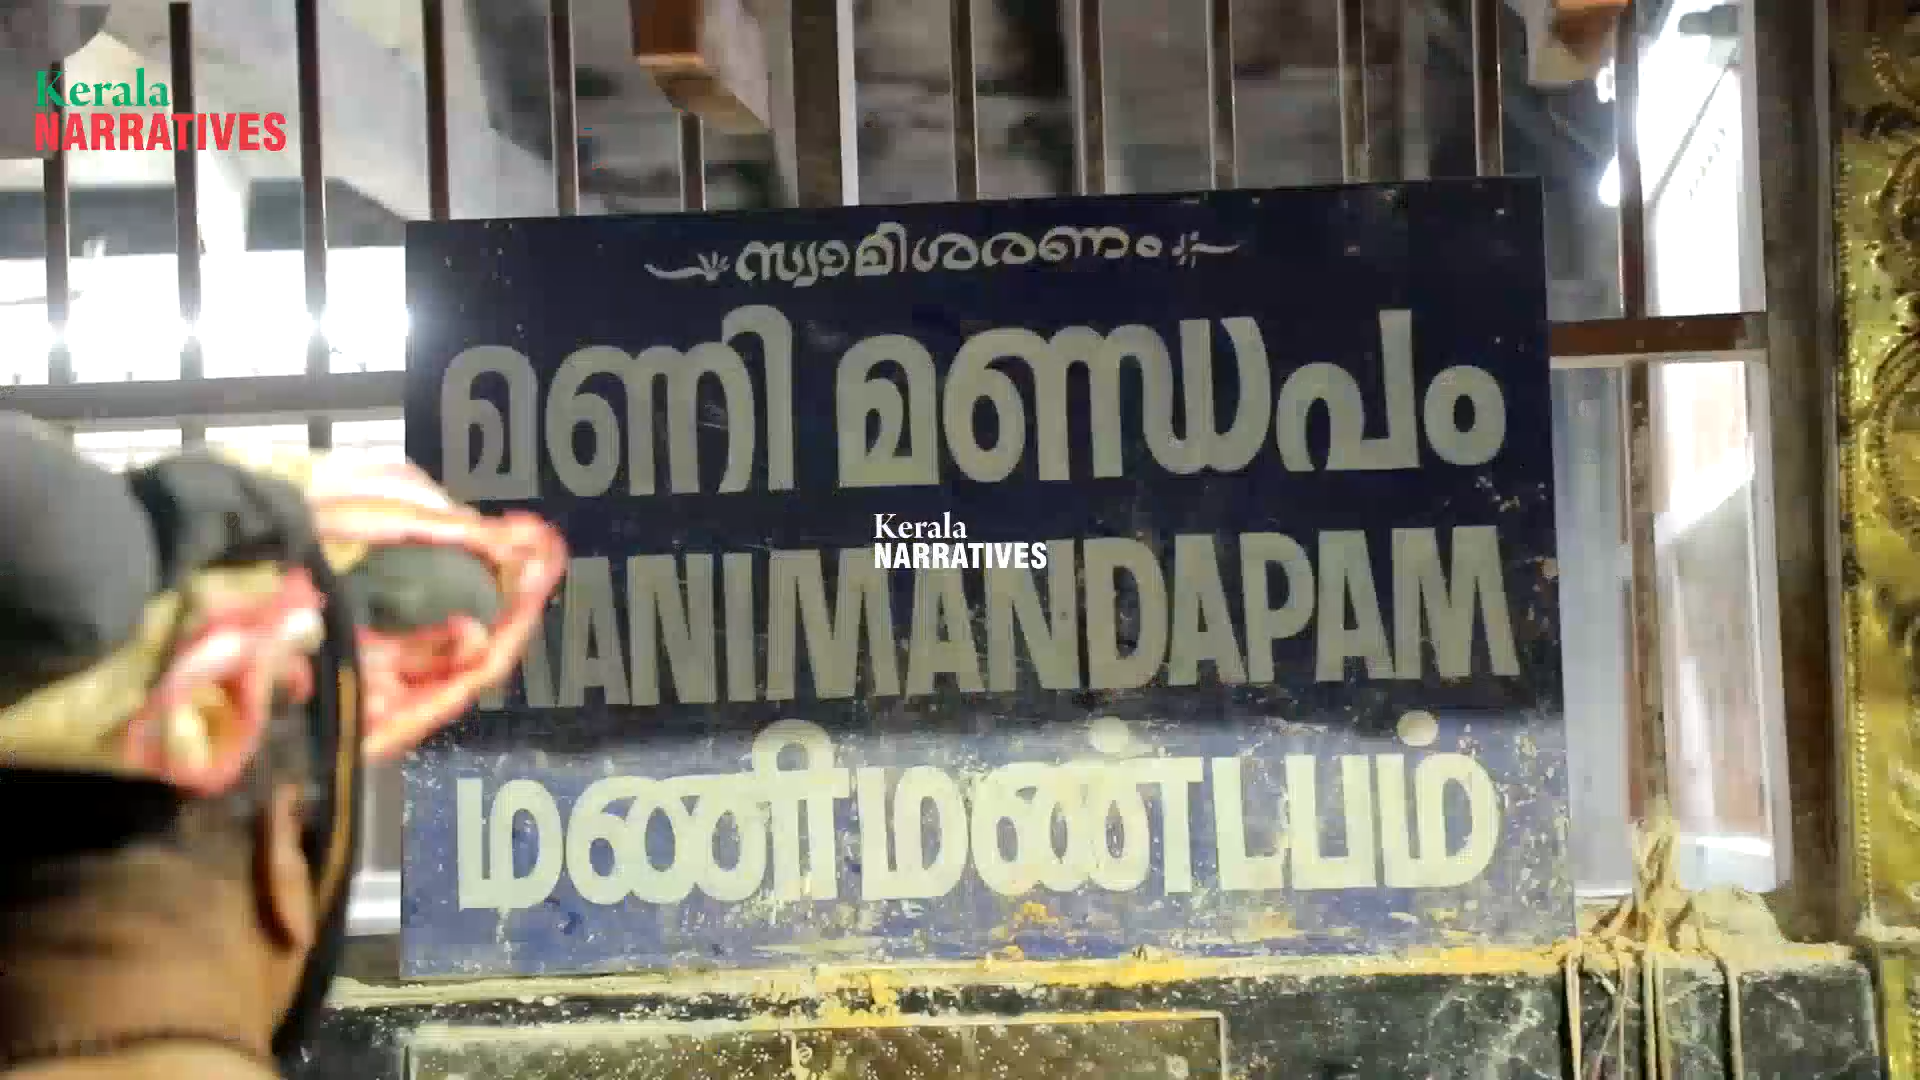 Kerala
NARRATIVES
സ്വാമിശരണം
മണി മണ്ഡപം
Kerala
NARRATIVES
MANIMANDAPAM
மணிமண்டபம்